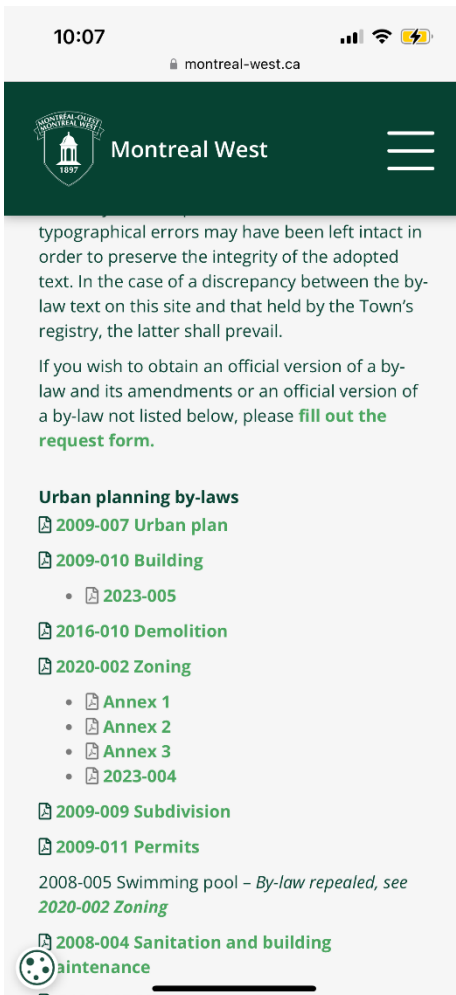 10:07
montreal-west.ca
MONTRÉAL-OUEST
MONTREAL WEST
1897
Montreal West
typographical errors may have been left intact in
order to preserve the integrity of the adopted
text. In the case of a discrepancy between the by-
law text on this site and that held by the Town’s
registry, the latter shall prevail.
If you wish to obtain an official version of a by-
law and its amendments or an official version of
a by-law not listed below, please fill out the
request form.
Urban planning by-laws
2009-007 Urban plan
2009-010 Building
2023-005
2016-010 Demolition
2020-002 Zoning
Annex 1
Annex 2
Annex 3
2023-004
2009-009 Subdivision
2009-011 Permits
2008-005 Swimming pool – By-law repealed, see
2020-002 Zoning
2008-004 Sanitation and building
aintenance